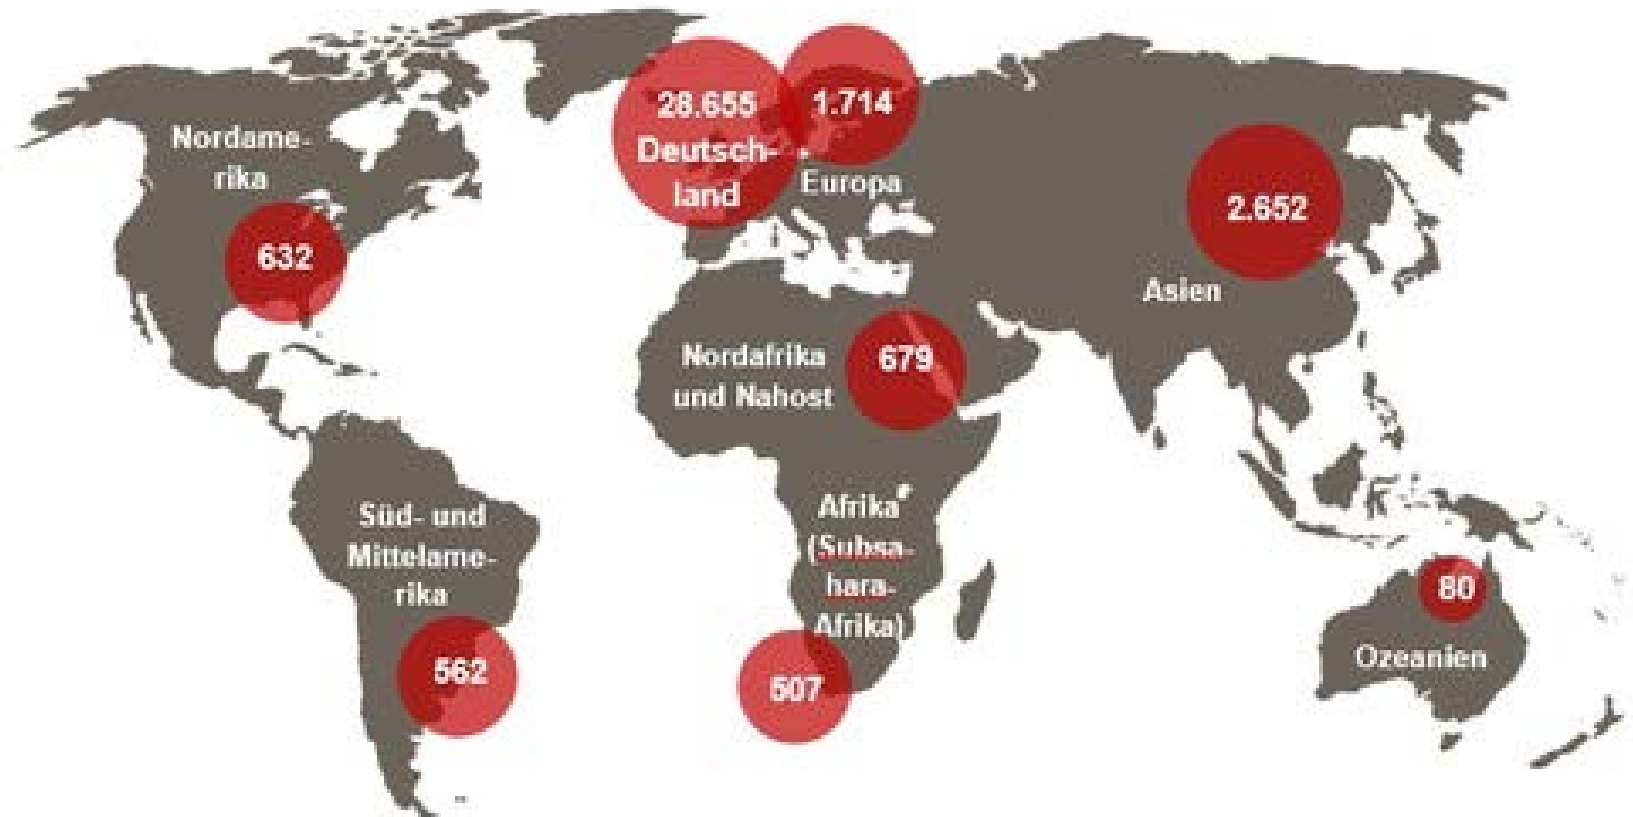 Nordame-
rika
632
28.655
Deutsch-
land
1.714
Europa
2.652
Asien
Nordafrika
und Nahost
679
Süd- und
Mittelame-
rika
562
Afrika
(Subsa-
hara-
Afrika)
507
80
Ozeanien